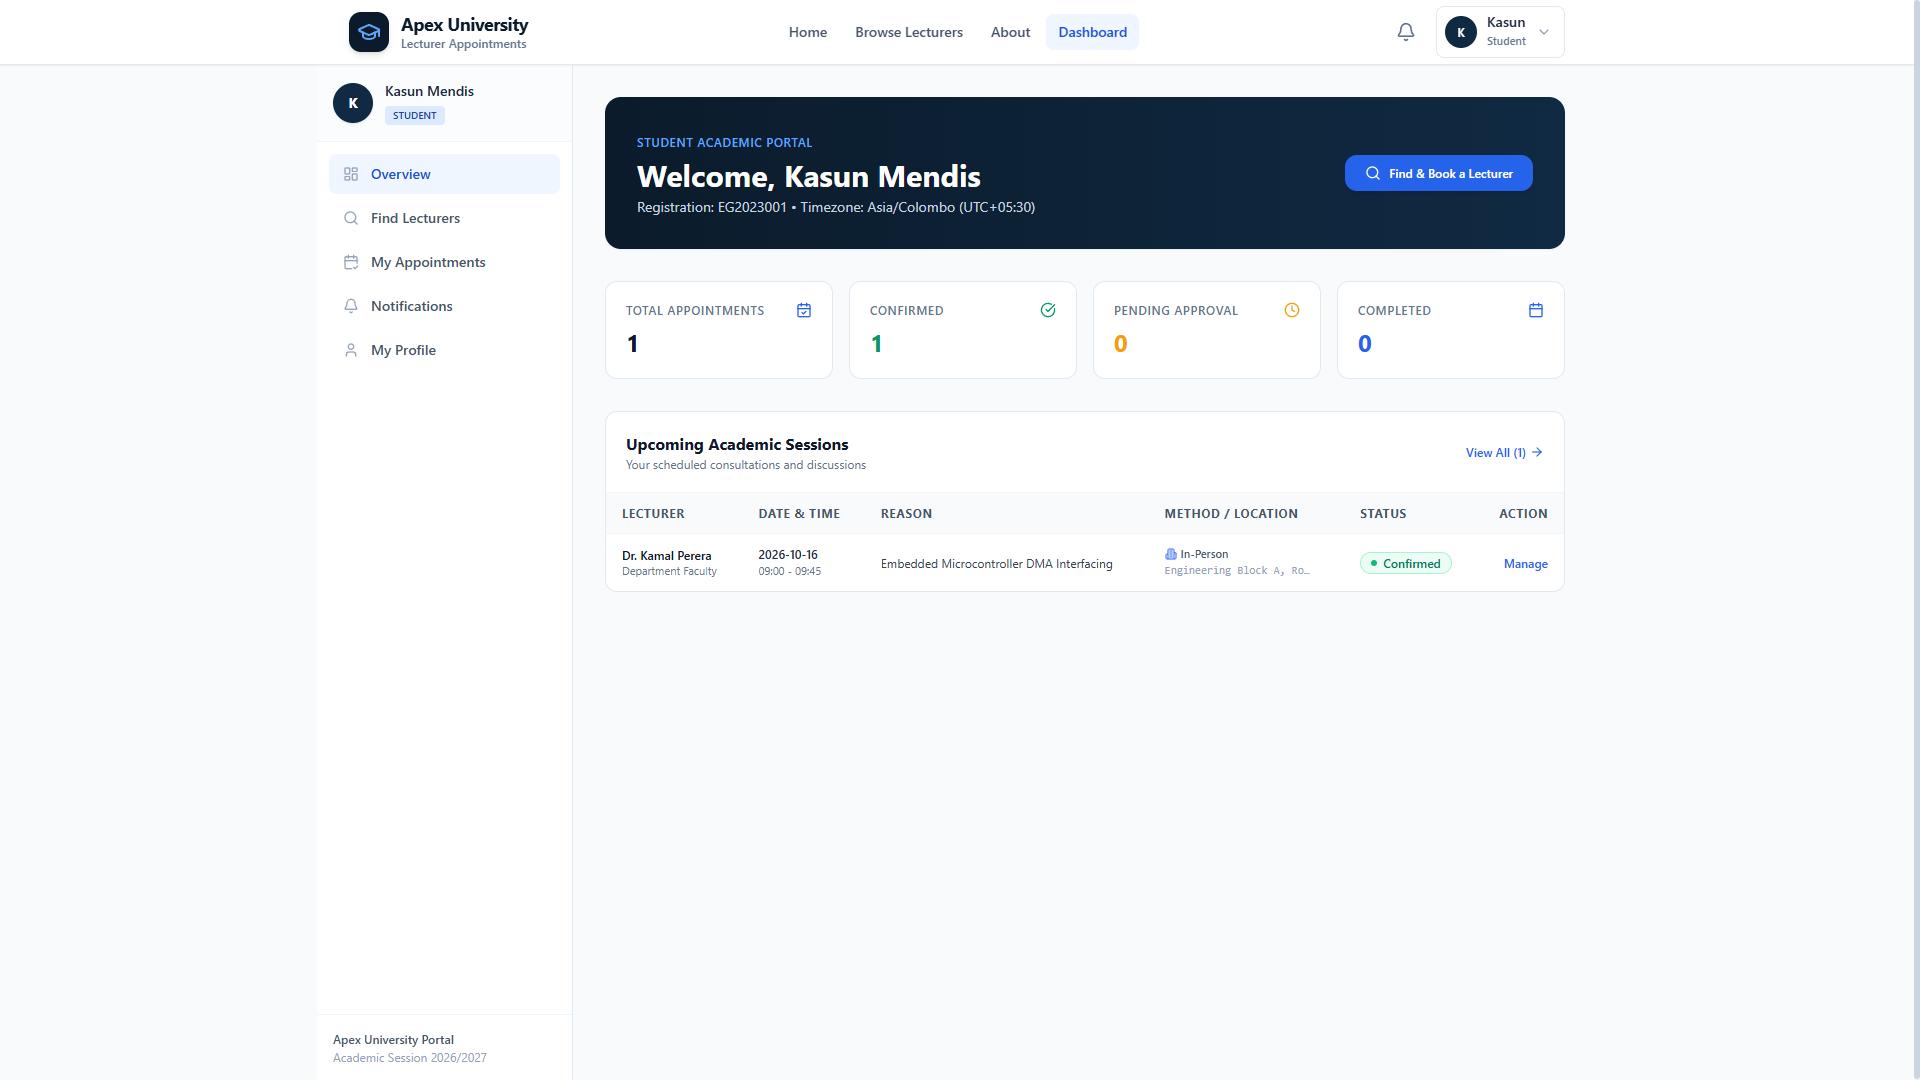 Apex University
Lecturer Appointments
Home
Browse Lecturers
About
Dashboard
K
Kasun
Student
K
Kasun Mendis
STUDENT
Overview
Find Lecturers
My Appointments
Notifications
My Profile
Apex University Portal
Academic Session 2026/2027
STUDENT ACADEMIC PORTAL
Welcome, Kasun Mendis
Registration: EG2023001 • Timezone: Asia/Colombo (UTC+05:30)
Find & Book a Lecturer
TOTAL APPOINTMENTS
1
CONFIRMED
1
PENDING APPROVAL
0
COMPLETED
0
Upcoming Academic Sessions
Your scheduled consultations and discussions
View All (1)
LECTURER DATE & TIME REASON METHOD / LOCATION STATUS ACTION
Dr. Kamal Perera
Department Faculty
2026-10-16
09:00 - 09:45
Embedded Microcontroller DMA Interfacing
In-Person
Engineering Block A, Ro…
Confirmed
Manage